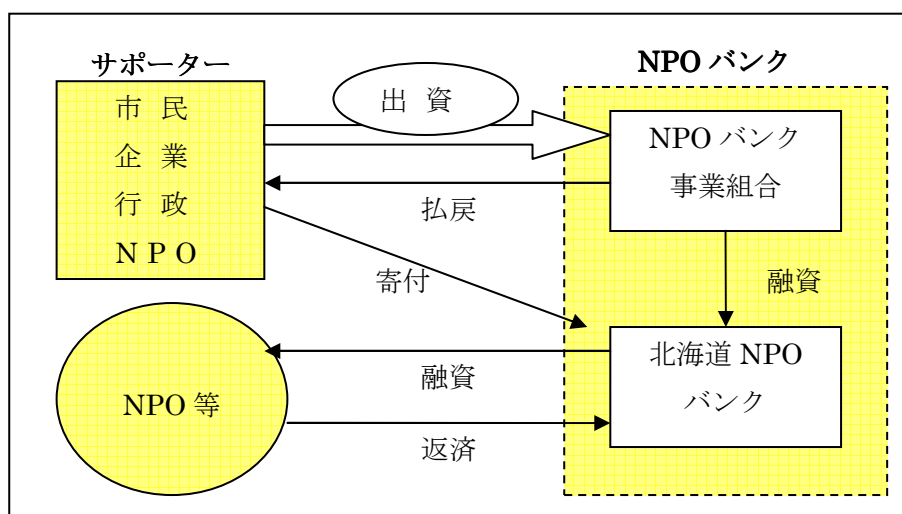 サポーター
市 民
企 業
行 政
N P O
出 資
払戻
寄付
NPO バンク
NPO バンク
事業組合
融資
北海道 NPO
バンク
NPO 等
融資
返済